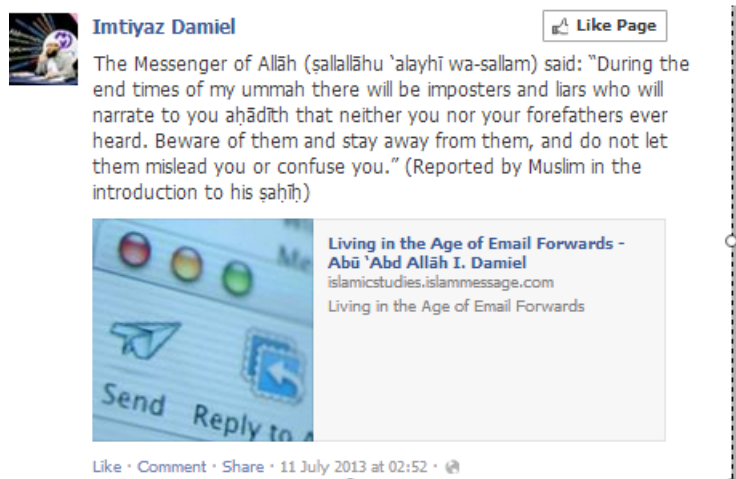 Imtiyaz Damiel
Like Page
The Messenger of Allāh (ṣallallāhu ‘alayhī wa-sallam) said: “During the
end times of my ummah there will be imposters and liars who will
narrate to you aḥādīth that neither you nor your forefathers ever
heard. Beware of them and stay away from them, and do not let
them mislead you or confuse you.” (Reported by Muslim in the
introduction to his ṣaḥīḥ)
Send
Reply to
Living in the Age of Email Forwards -
Abū ‘Abd Allāh I. Damiel
islamicstudies.islammessage.com
Living in the Age of Email Forwards
Like · Comment · Share · 11 July 2013 at 02:52 ·